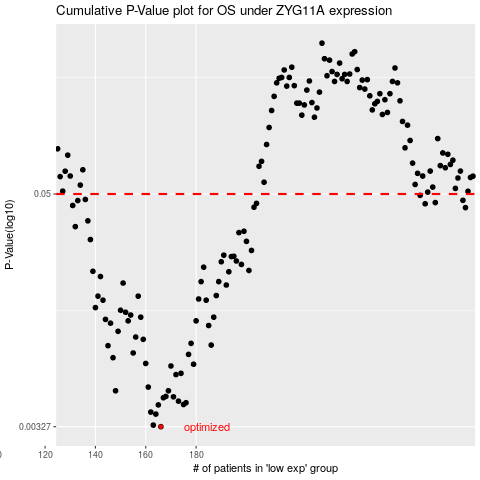 Cumulative P-Value plot for OS under ZYG11A expression
0.05
P-Value(log10)
0.00327
optimized
0 120 140 160 180
# of patients in 'low exp' group